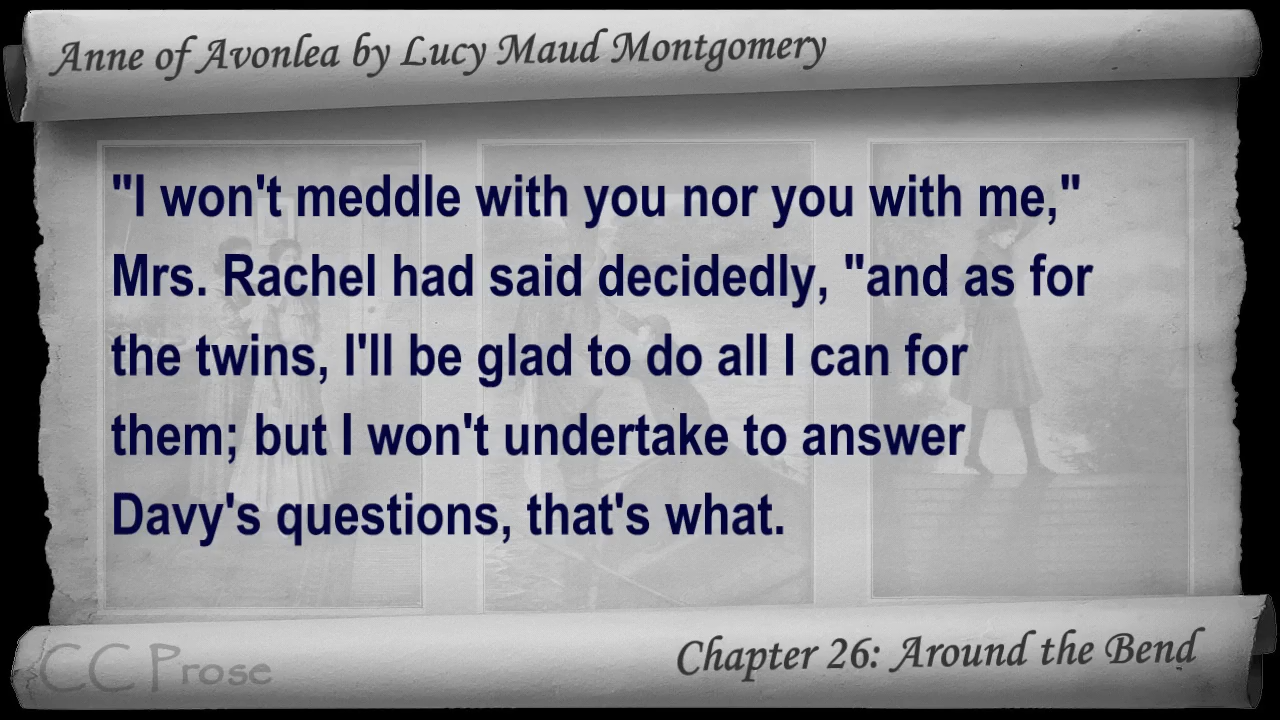 Anne of Avonlea by Lucy Maud Montgomery
"I won't meddle with you nor you with me,"
Mrs. Rachel had said decidedly, "and as for
the twins, I'll be glad to do all I can for
them; but I won't undertake to answer
Davy's questions, that's what.
CC Prose
Chapter 26: Around the Bend